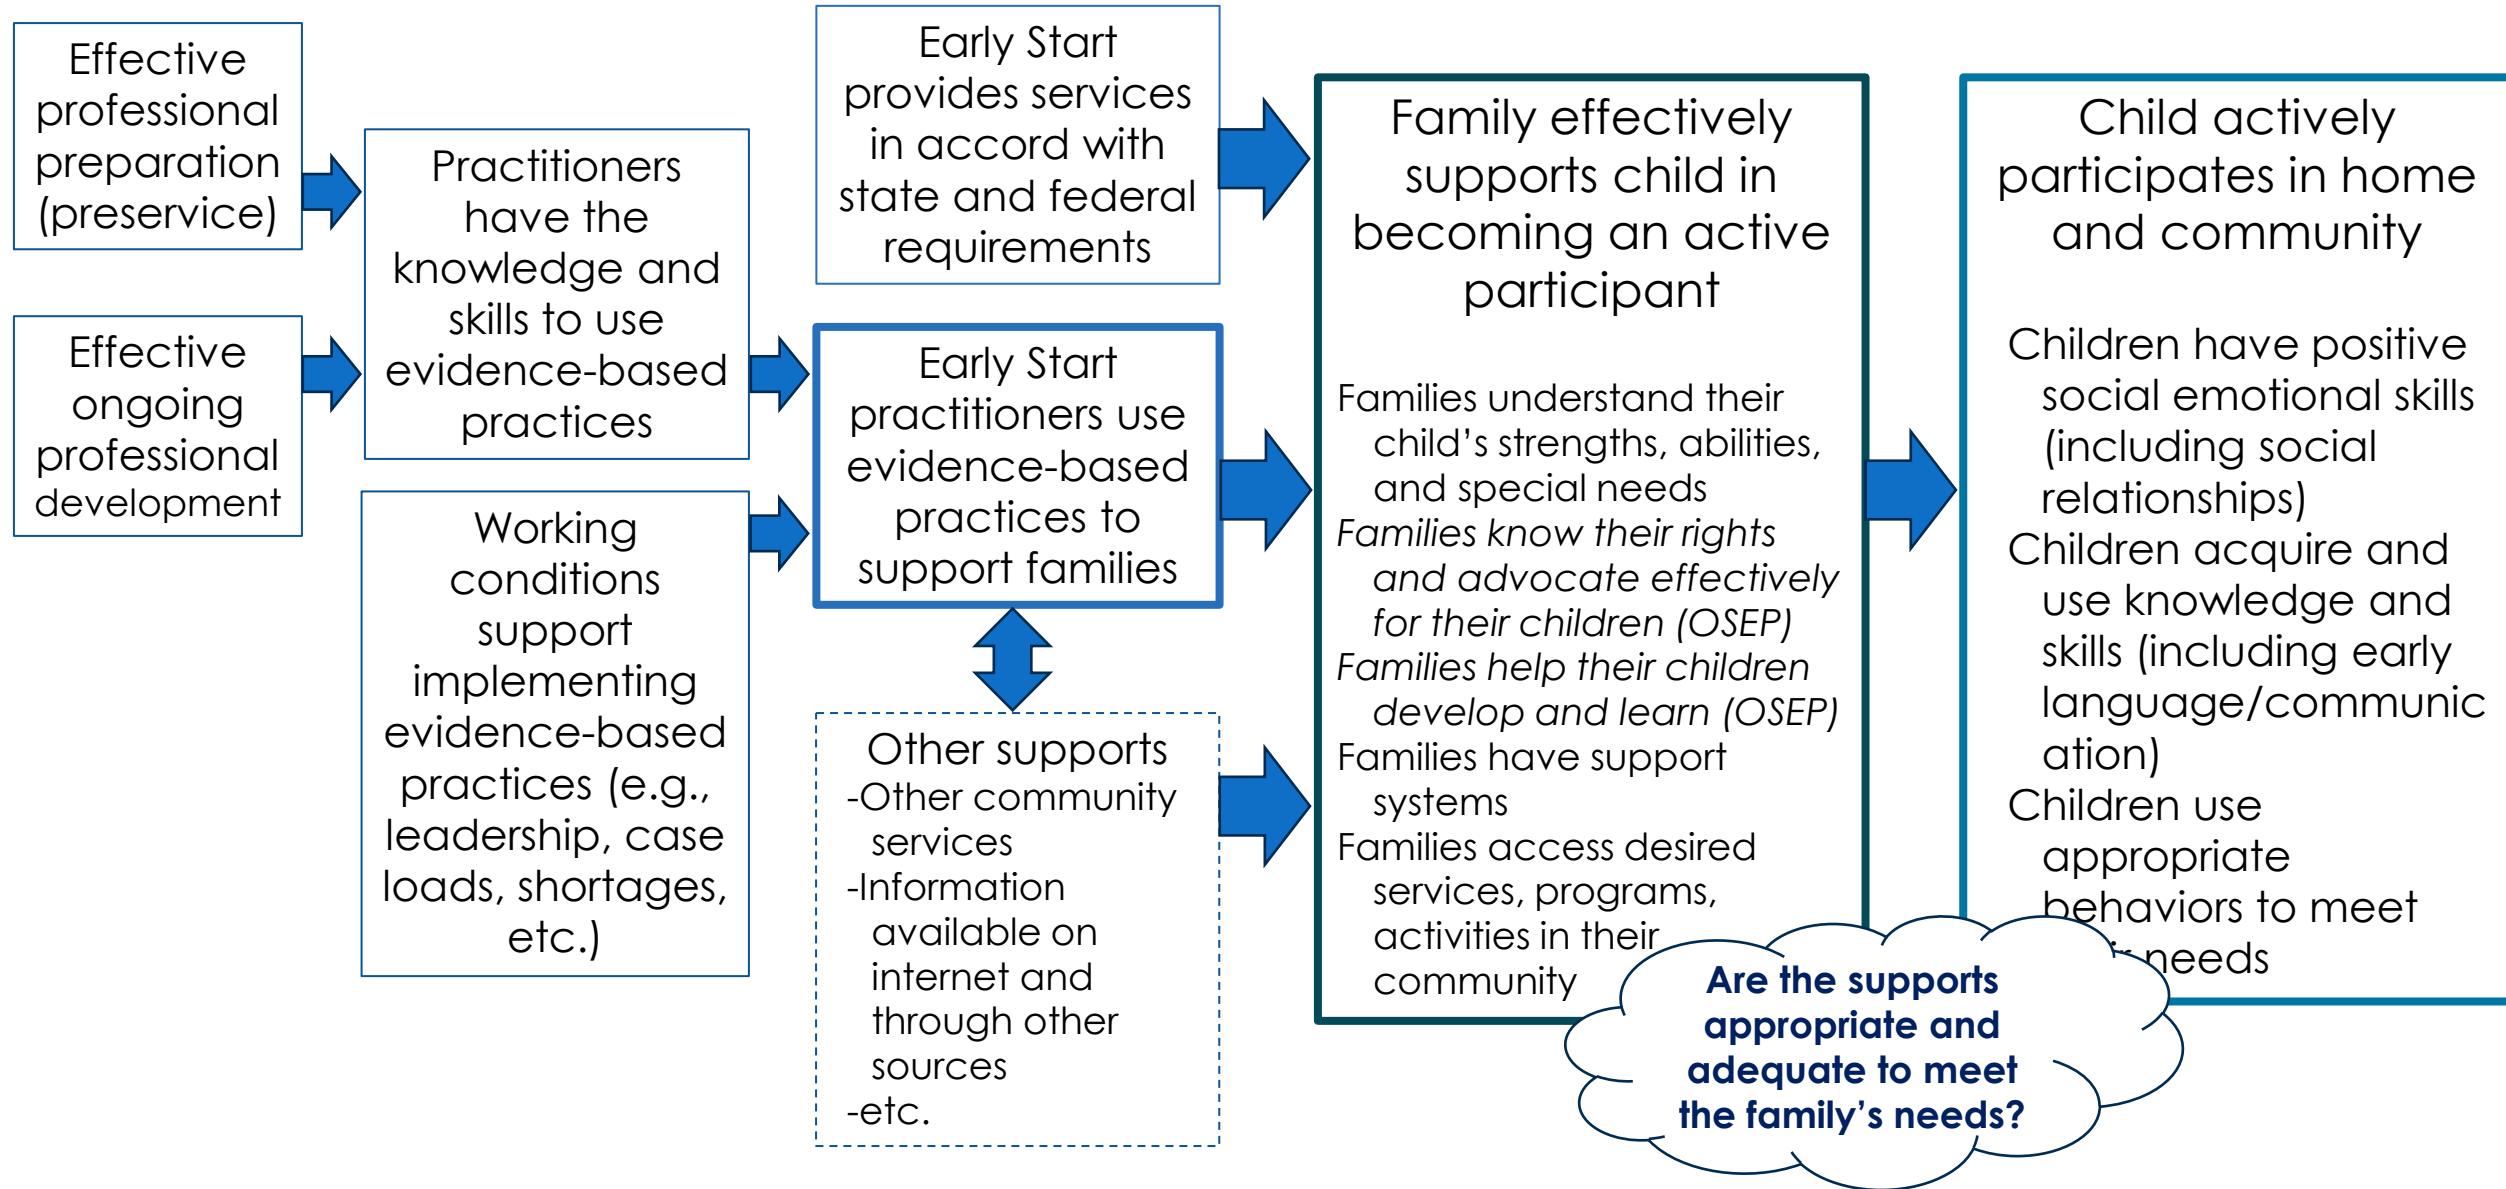 Effective
professional
preparation
(preservice)
Effective
ongoing
professional
development
Practitioners
have the
knowledge and
skills to use
evidence-based
practices
Working
conditions
support
implementing
evidence-based
practices (e.g.,
leadership, case
loads, shortages,
etc.)
Early Start
provides services
in accord with
state and federal
requirements
Early Start
practitioners use
evidence-based
practices to
support families
Other supports
-Other community
services
-Information
available on
internet and
through other
sources
-etc.
Family effectively
supports child in
becoming an active
participant
Families understand their
child’s strengths, abilities,
and special needs
Families know their rights
and advocate effectively
for their children (OSEP)
Families help their children
develop and learn (OSEP)
Families have support
systems
Families access desired
services, programs,
activities in their
community
Child actively
participates in home
and community
Children have positive
social emotional skills
(including social
relationships)
Children acquire and
use knowledge and
skills (including early
language/communic
ation)
Children use
appropriate
behaviors to meet
needs
Are the supports
appropriate and
adequate to meet
the family’s needs?